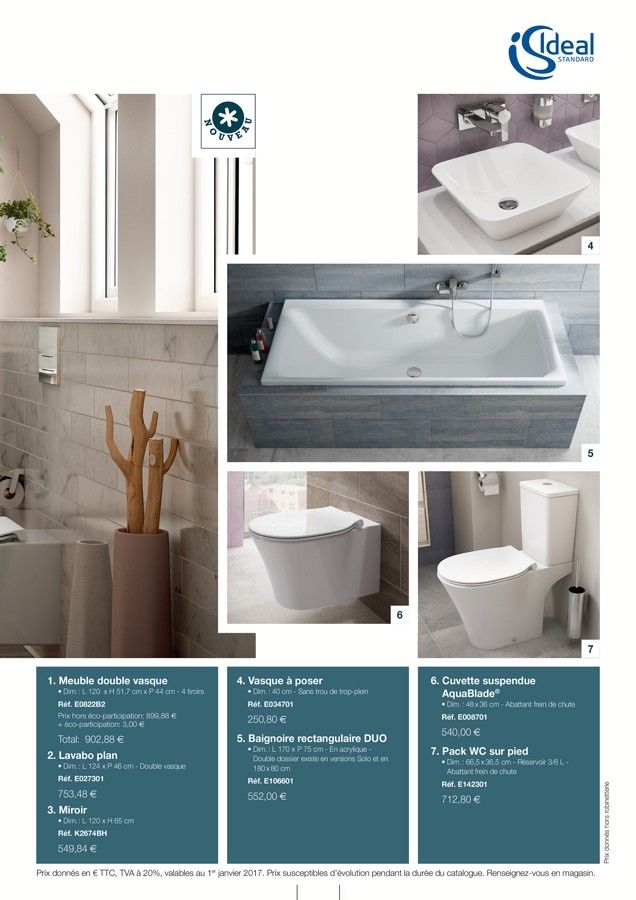 Ideal
STANDARD
NOUVEAU
4
5
6
7
1. Meuble double vasque
• Dim. : L 120 x H 51,7 cm x P 44 cm - 4 tiroirs
Réf. E0822B2
Prix hors éco-participation: 899,88 €
+ éco-participation: 3,00 €
Total: 902,88 €
2. Lavabo plan
• Dim. : L 124 x P 46 cm - Double vasque
Réf. E027301
753,48 €
3. Miroir
• Dim. : L 120 x H 65 cm
Réf. K2674BH
549,84 €
4. Vasque à poser
• Dim. : 40 cm - Sans trou de trop-plein
Réf. E034701
250,80 €
5. Baignoire rectangulaire DUO
• Dim. : L 170 x P 75 cm - En acrylique -
Double dossier existe en versions Solo et en
180 x 80 cm
Réf. E106601
552,00 €
6. Cuvette suspendue
AquaBlade®
• Dim. : 48 x 36 cm - Abattant frein de chute
Réf. E008701
540,00 €
7. Pack WC sur pied
• Dim. : 66,5 x 36,5 cm - Réservoir 3/6 L -
Abattant frein de chute
Réf. E142301
712,80 €
Prix donnés hors robinetterie
Prix donnés en € TTC, TVA à 20%, valables au 1er janvier 2017. Prix susceptibles d'évolution pendant la durée du catalogue. Renseignez-vous en magasin.